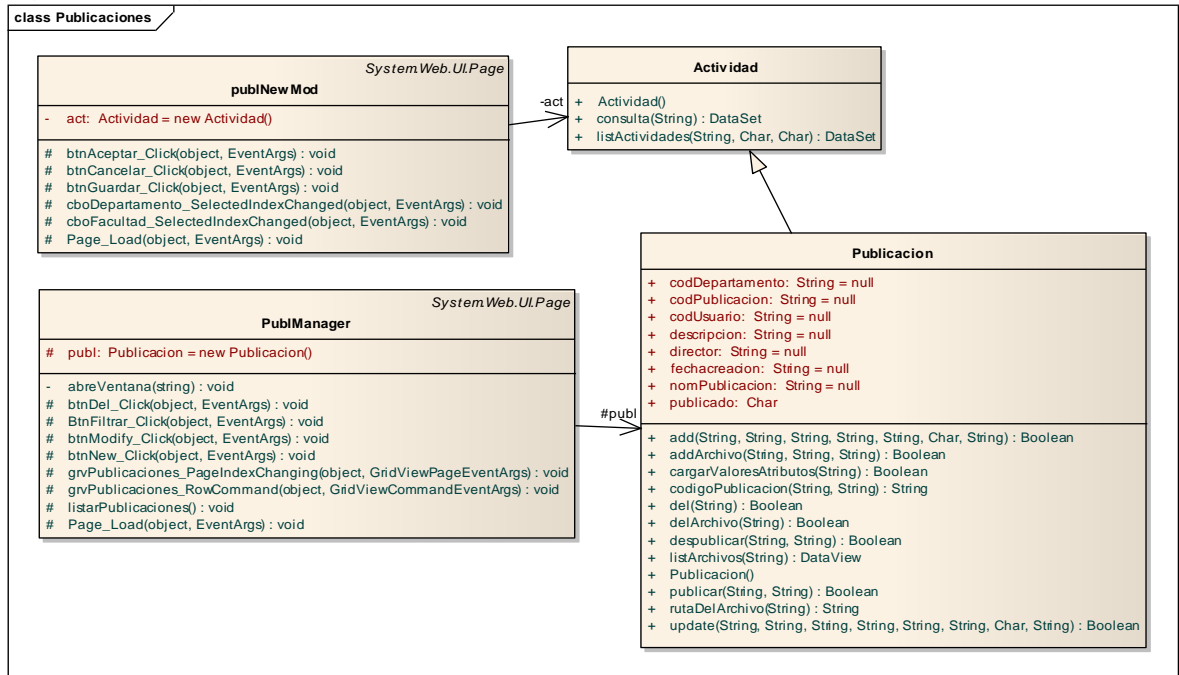 class Publicaciones
System.Web.UI.Page
publNewMod
- act: Actividad = new Actividad()
# btnAceptar_Click(object, EventArgs) : void
# btnCancelar_Click(object, EventArgs) : void
# btnGuardar_Click(object, EventArgs) : void
# cboDepartamento_SelectedIndexChanged(object, EventArgs) : void
# cboFacultad_SelectedIndexChanged(object, EventArgs) : void
# Page_Load(object, EventArgs) : void
-act
Actividad
+ Actividad()
+ consulta(String) : DataSet
+ listActividades(String, Char, Char) : DataSet
System.Web.UI.Page
PublManager
# publ: Publicacion = new Publicacion()
- abreVentana(string) : void
# btnDel_Click(object, EventArgs) : void
# BtnFiltrar_Click(object, EventArgs) : void
# btnModify_Click(object, EventArgs) : void
# btnNew_Click(object, EventArgs) : void
# grvPublicaciones_PageIndexChanging(object, GridViewPageEventArgs) : void
# grvPublicaciones_RowCommand(object, GridViewCommandEventArgs) : void
# listarPublicaciones() : void
# Page_Load(object, EventArgs) : void
#publ
Publicacion
+ codDepartamento: String = null
+ codPublicacion: String = null
+ codUsuario: String = null
+ descripcion: String = null
+ director: String = null
+ fechacreacion: String = null
+ nomPublicacion: String = null
+ publicado: Char
+ add(String, String, String, String, String, Char, String) : Boolean
+ addArchivo(String, String, String) : Boolean
+ cargarValoresAtributos(String) : Boolean
+ codigoPublicacion(String, String) : String
+ del(String) : Boolean
+ delArchivo(String) : Boolean
+ despublicar(String, String) : Boolean
+ listArchivos(String) : DataView
+ Publicacion()
+ publicar(String, String) : Boolean
+ rutaDelArchivo(String) : String
+ update(String, String, String, String, String, String, Char, String) : Boolean